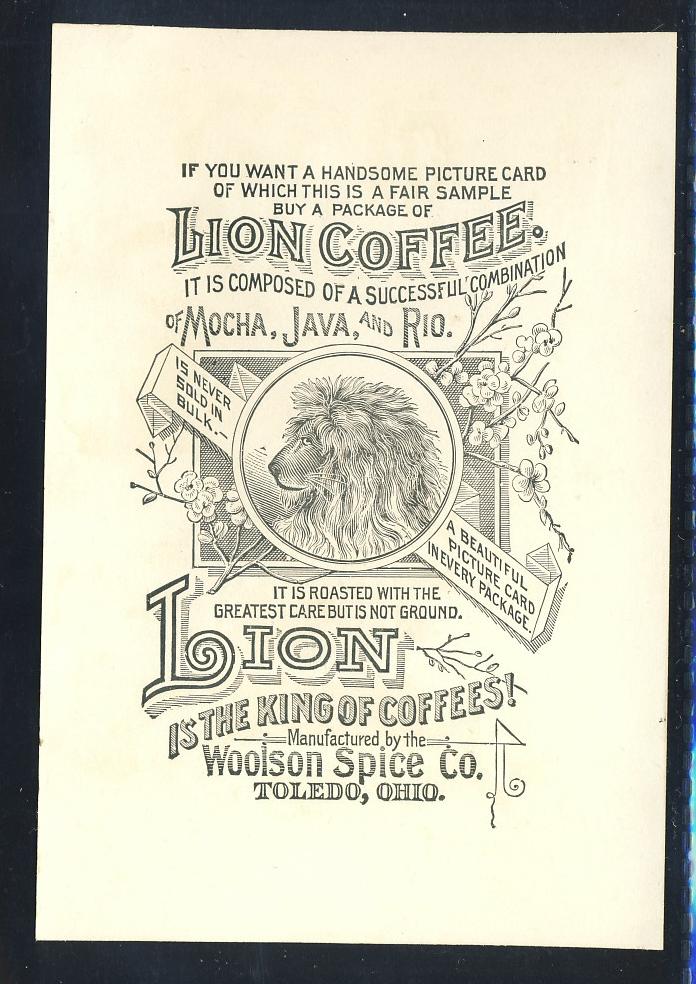 IF YOU WANT A HANDSOME PICTURE CARD
OF WHICH THIS IS A FAIR SAMPLE
BUY A PACKAGE OF
LION COFFEE.
IT IS COMPOSED OF A SUCCESSFUL COMBINATION
OF MOCHA, JAVA, AND RIO.
IS NEVER
SOLD IN
BULK.
A BEAUTIFUL
PICTURE CARD
IN EVERY PACKAGE.
IT IS ROASTED WITH THE
GREATEST CARE BUT IS NOT GROUND.
LION
IS THE KING OF COFFEES!
Manufactured by the
Woolson Spice Co.
TOLEDO, OHIO.